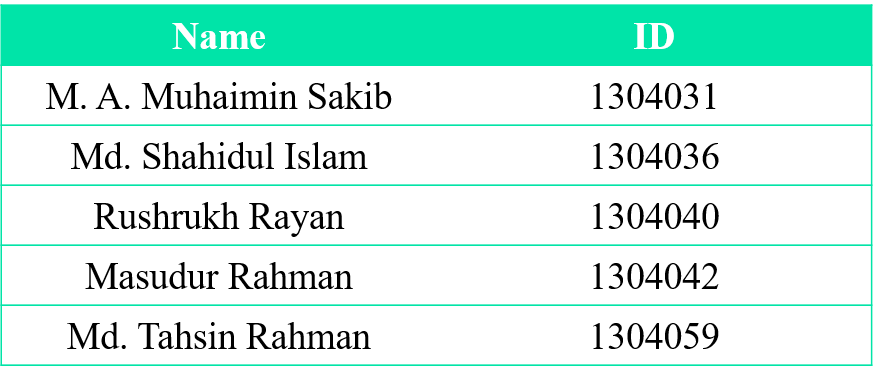 Name ID
M. A. Muhaimin Sakib 1304031
Md. Shahidul Islam 1304036
Rushrukh Rayan 1304040
Masudur Rahman 1304042
Md. Tahsin Rahman 1304059